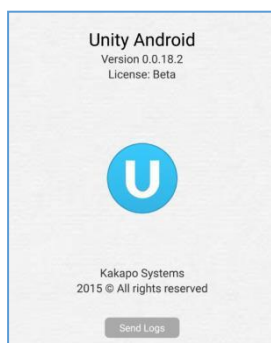 Unity Android
Version 0.0.18.2
License: Beta
U
Kakapo Systems
2015 © All rights reserved
Send Logs